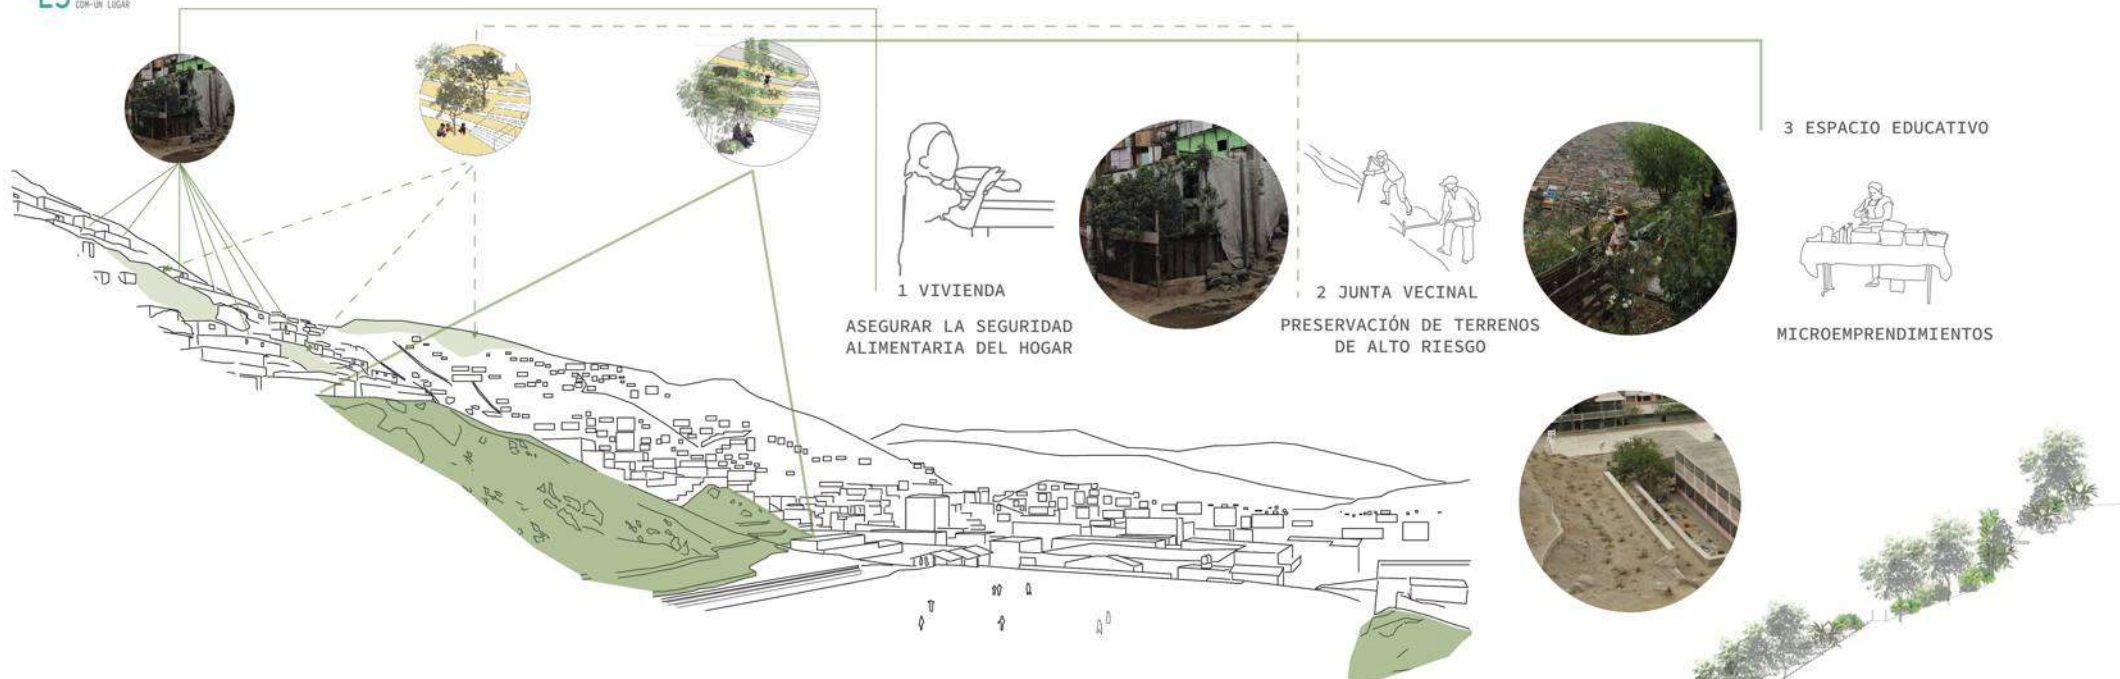 COM-UN LUGAR
3 ESPACIO EDUCATIVO
1 VIVIENDA
ASEGURAR LA SEGURIDAD
ALIMENTARIA DEL HOGAR
2 JUNTA VECINAL
PRESERVACIÓN DE TERRENOS
DE ALTO RIESGO
MICROEMPRENDIMIENTOS